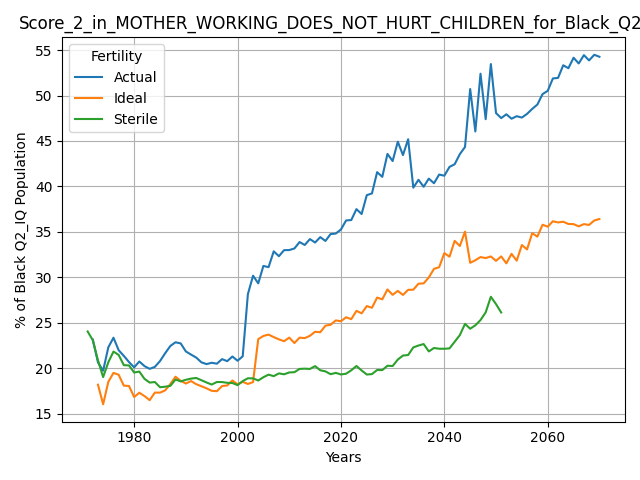 Score_2_in_MOTHER_WORKING_DOES_NOT_HURT_CHILDREN_for_Black_Q2
Fertility
Actual
Ideal
Sterile
% of Black Q2_IQ Population
55
50
45
40
35
30
25
20
15
1980
2000
2020
2040
2060
Years